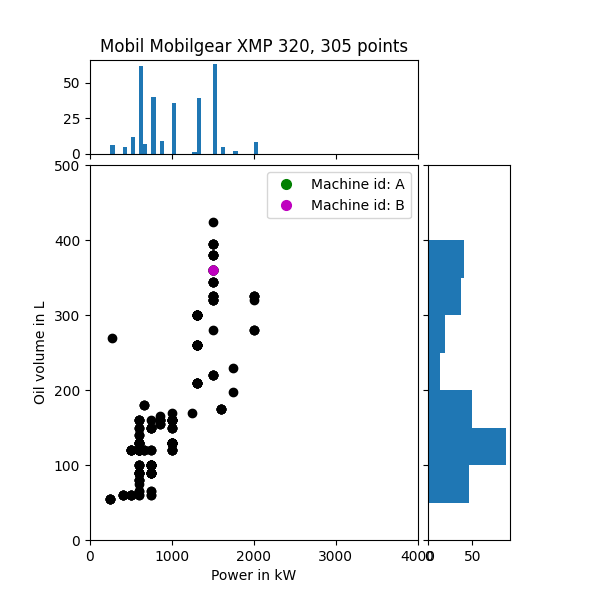 Mobil Mobilgear XMP 320, 305 points
50
25
0
500
400
300
200
100
0
Oil volume in L
Machine id: A
Machine id: B
0 1000 2000 3000 4000
Power in kW
0 50